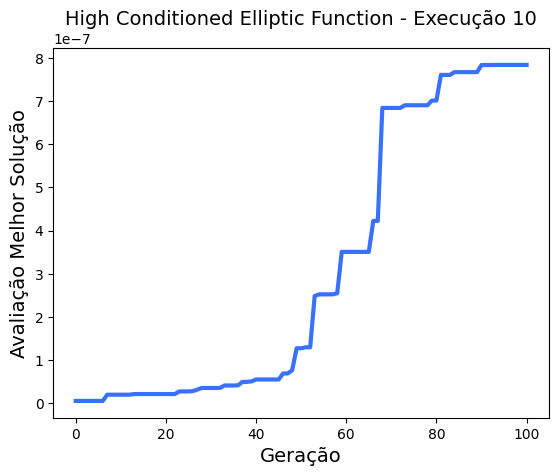 High Conditioned Elliptic Function - Execução 10
1e-7
8
7
6
5
4
3
2
1
0
Avaliação Melhor Solução
0 20 40 60 80 100
Geração